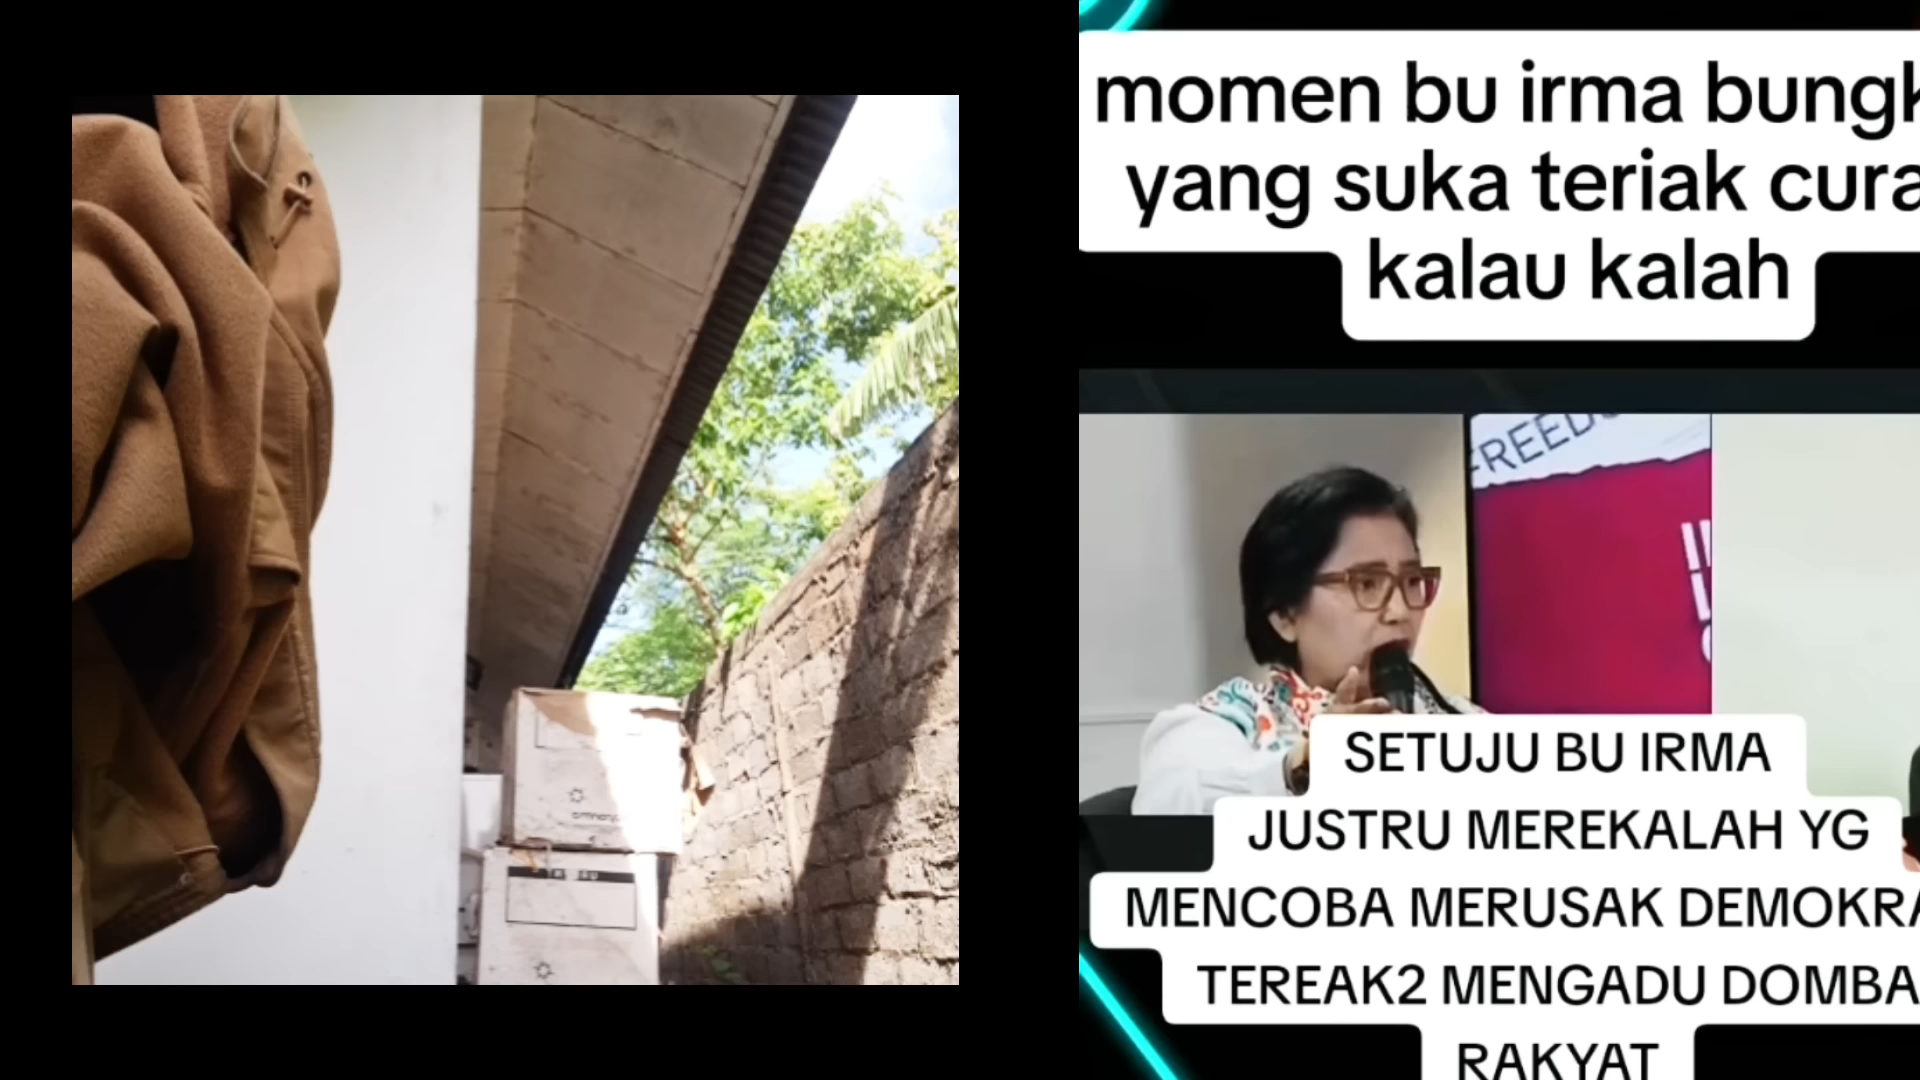 momen bu irma
yang suka teriak
kalau kalah
SETUJU BU IRMA
JUSTRU MEREKALAH YG
MENCOBA MERUSAK
TEREAK2 MENGADU DOMBA
RAKYAT